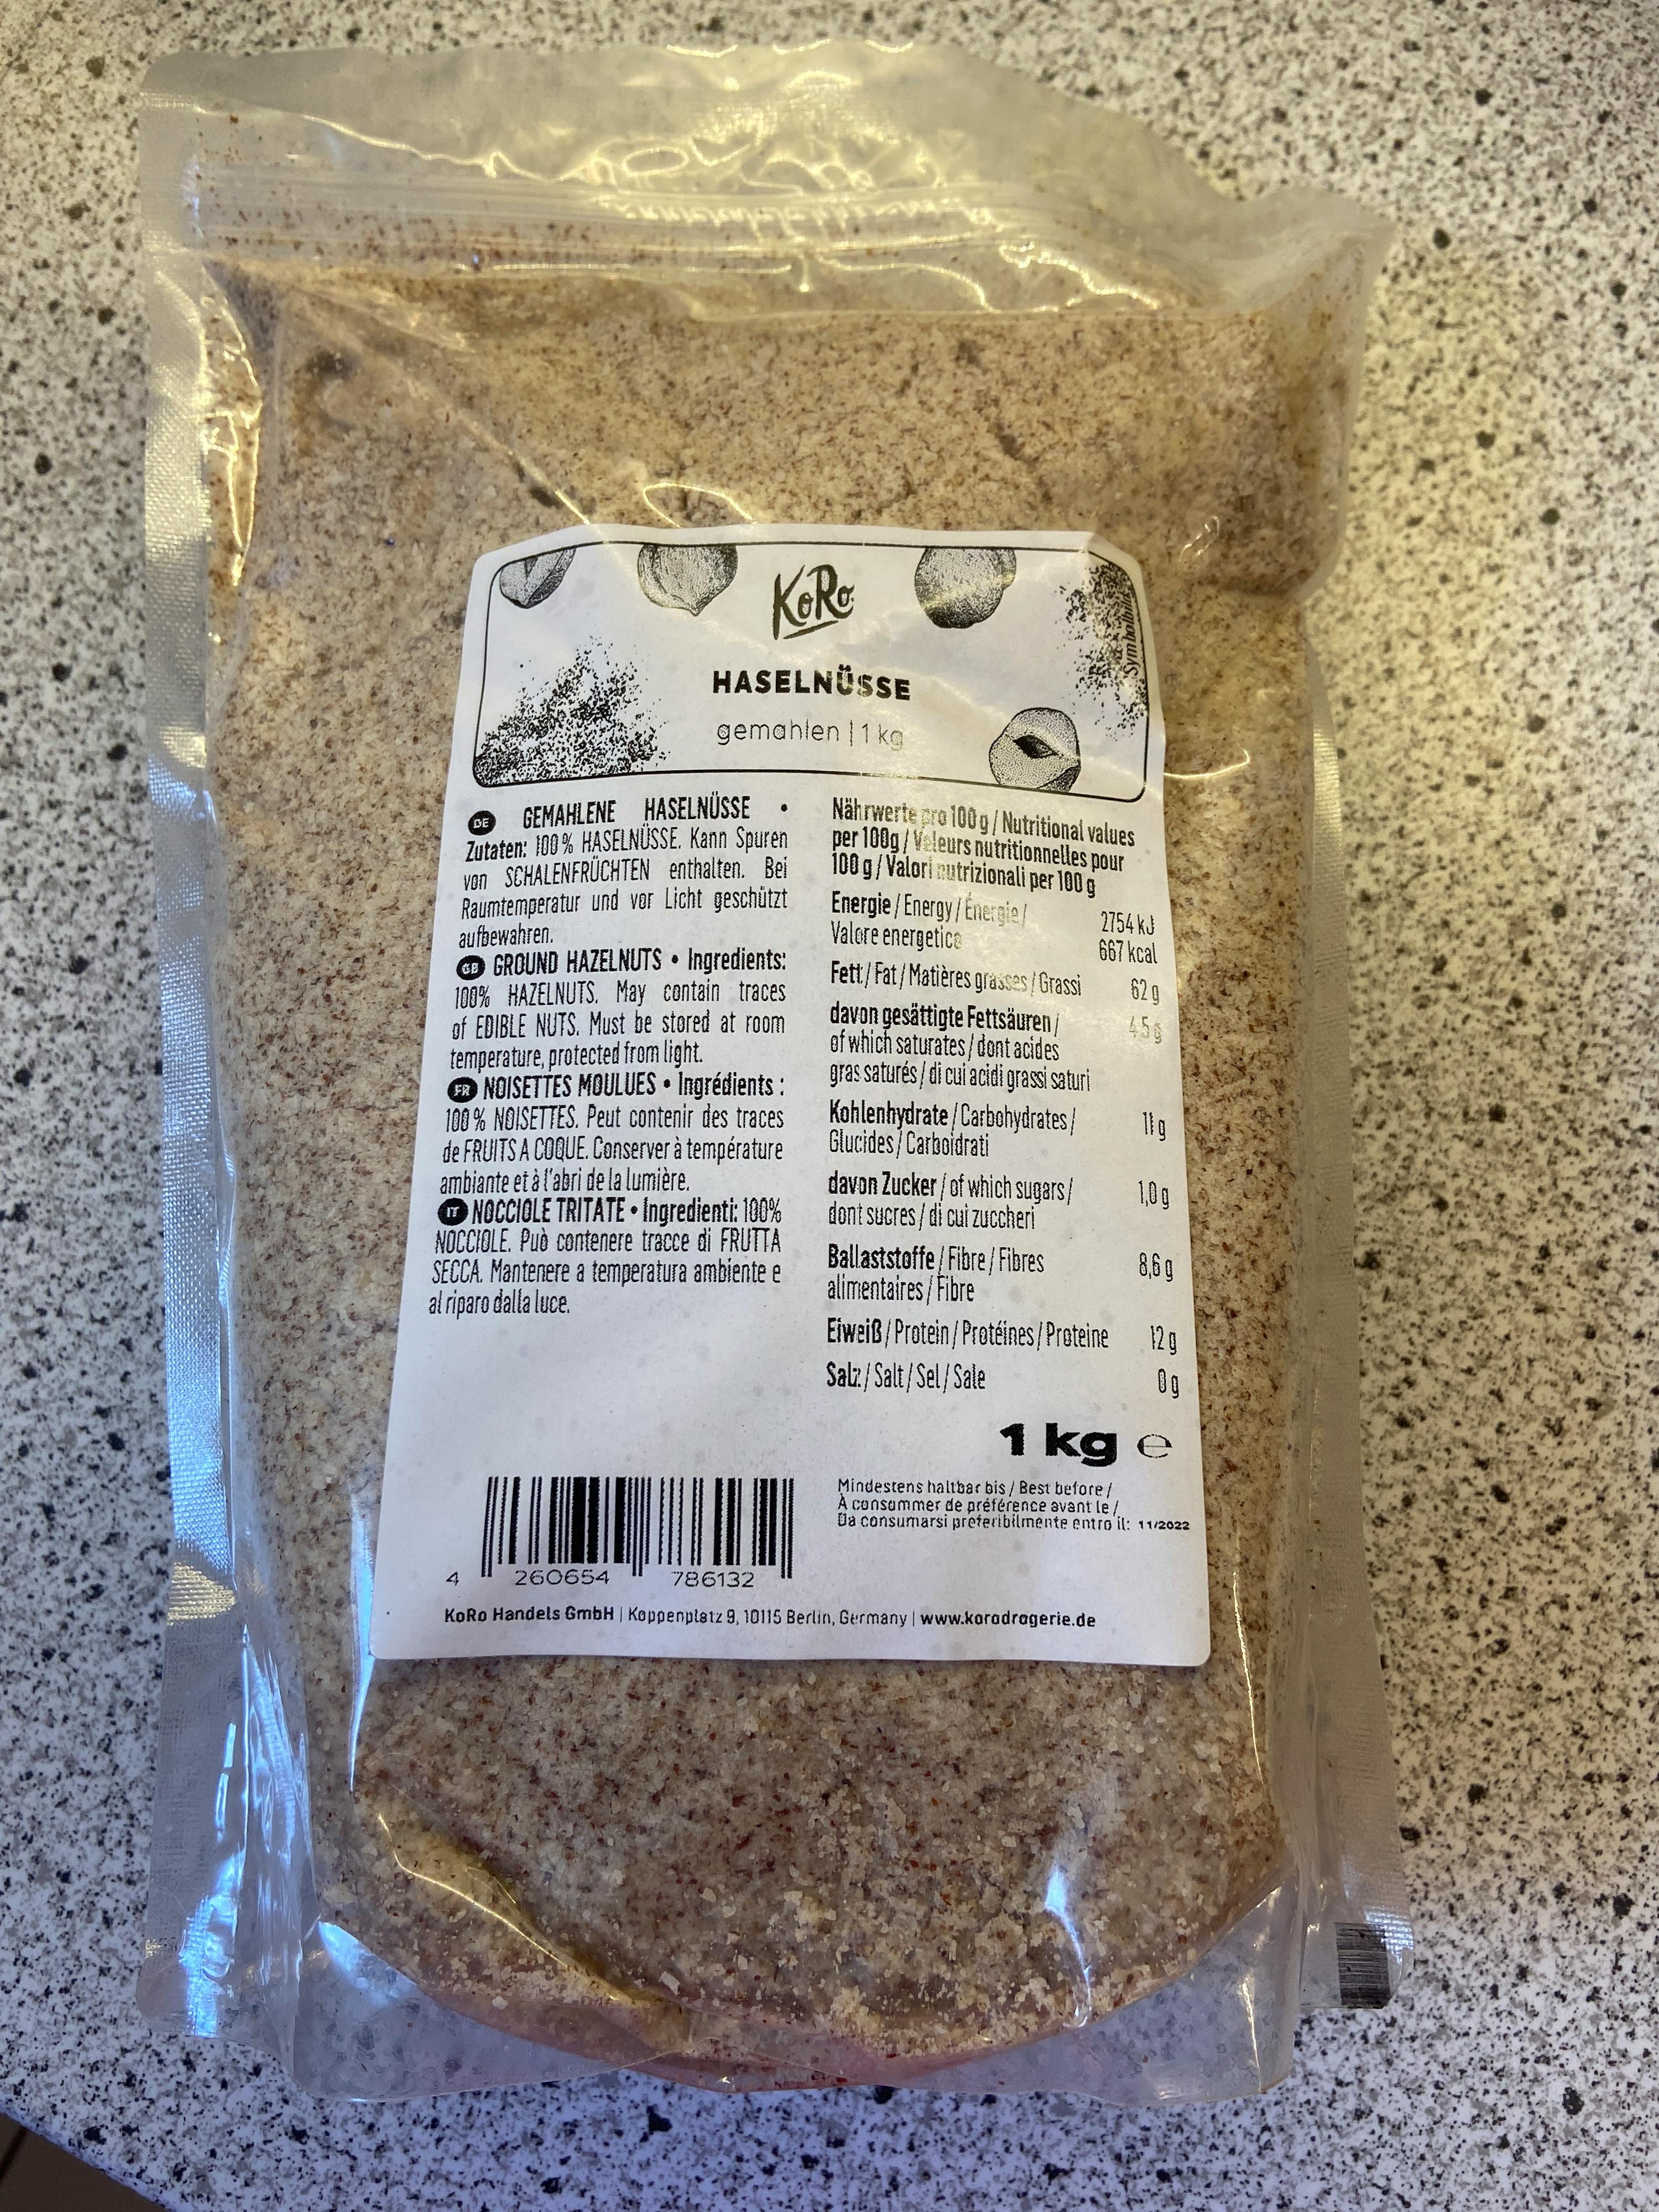 KoRo
Symbolbild
HASELNÜSSE
gemahlen | 1 kg
DE GEMAHLENE HASELNÜSSE •
Zutaten: 100 % HASELNÜSSE. Kann Spuren
von SCHALENFRÜCHTEN enthalten. Bei
Raumtemperatur und vor Licht geschützt
aufbewahren.
GB GROUND HAZELNUTS • Ingredients:
100% HAZELNUTS. May contain traces
of EDIBLE NUTS. Must be stored at room
temperature, protected from light.
FR NOISETTES MOULUES • Ingrédients :
100 % NOISETTES. Peut contenir des traces
de FRUITS A COQUE. Conserver à température
ambiante et à l'abri de la lumière.
IT NOCCIOLE TRITATE • Ingredienti: 100%
NOCCIOLE. Può contenere tracce di FRUTTA
SECCA. Mantenere a temperatura ambiente e
al riparo dalla luce.
Nährwerte pro 100 g / Nutritional values
per 100g / Valeurs nutritionnelles pour
100 g / Valori nutrizionali per 100 g
Energie / Energy / Énergie / 2754 kJ
Valore energetico 667 kcal
Fett / Fat / Matières grasses / Grassi 62 g
davon gesättigte Fettsäuren / 4,5 g
of which saturates / dont acides
gras saturés / di cui acidi grassi saturi
Kohlenhydrate / Carbohydrates / 11 g
Glucides / Carboidrati
davon Zucker / of which sugars / 1,0 g
dont sucres / di cui zuccheri
Ballaststoffe / Fibre / Fibres 8,6 g
alimentaires / Fibre
Eiweiß / Protein / Protéines / Proteine 12 g
Salz / Salt / Sel / Sale 0 g
1 kg e
Mindestens haltbar bis / Best before /
À consommer de préférence avant le /
Da consumarsi preferibilmente entro il: 11/2022
4 260654 786132
KoRo Handels GmbH | Koppenplatz 9, 10115 Berlin, Germany | www.korodrogerie.de